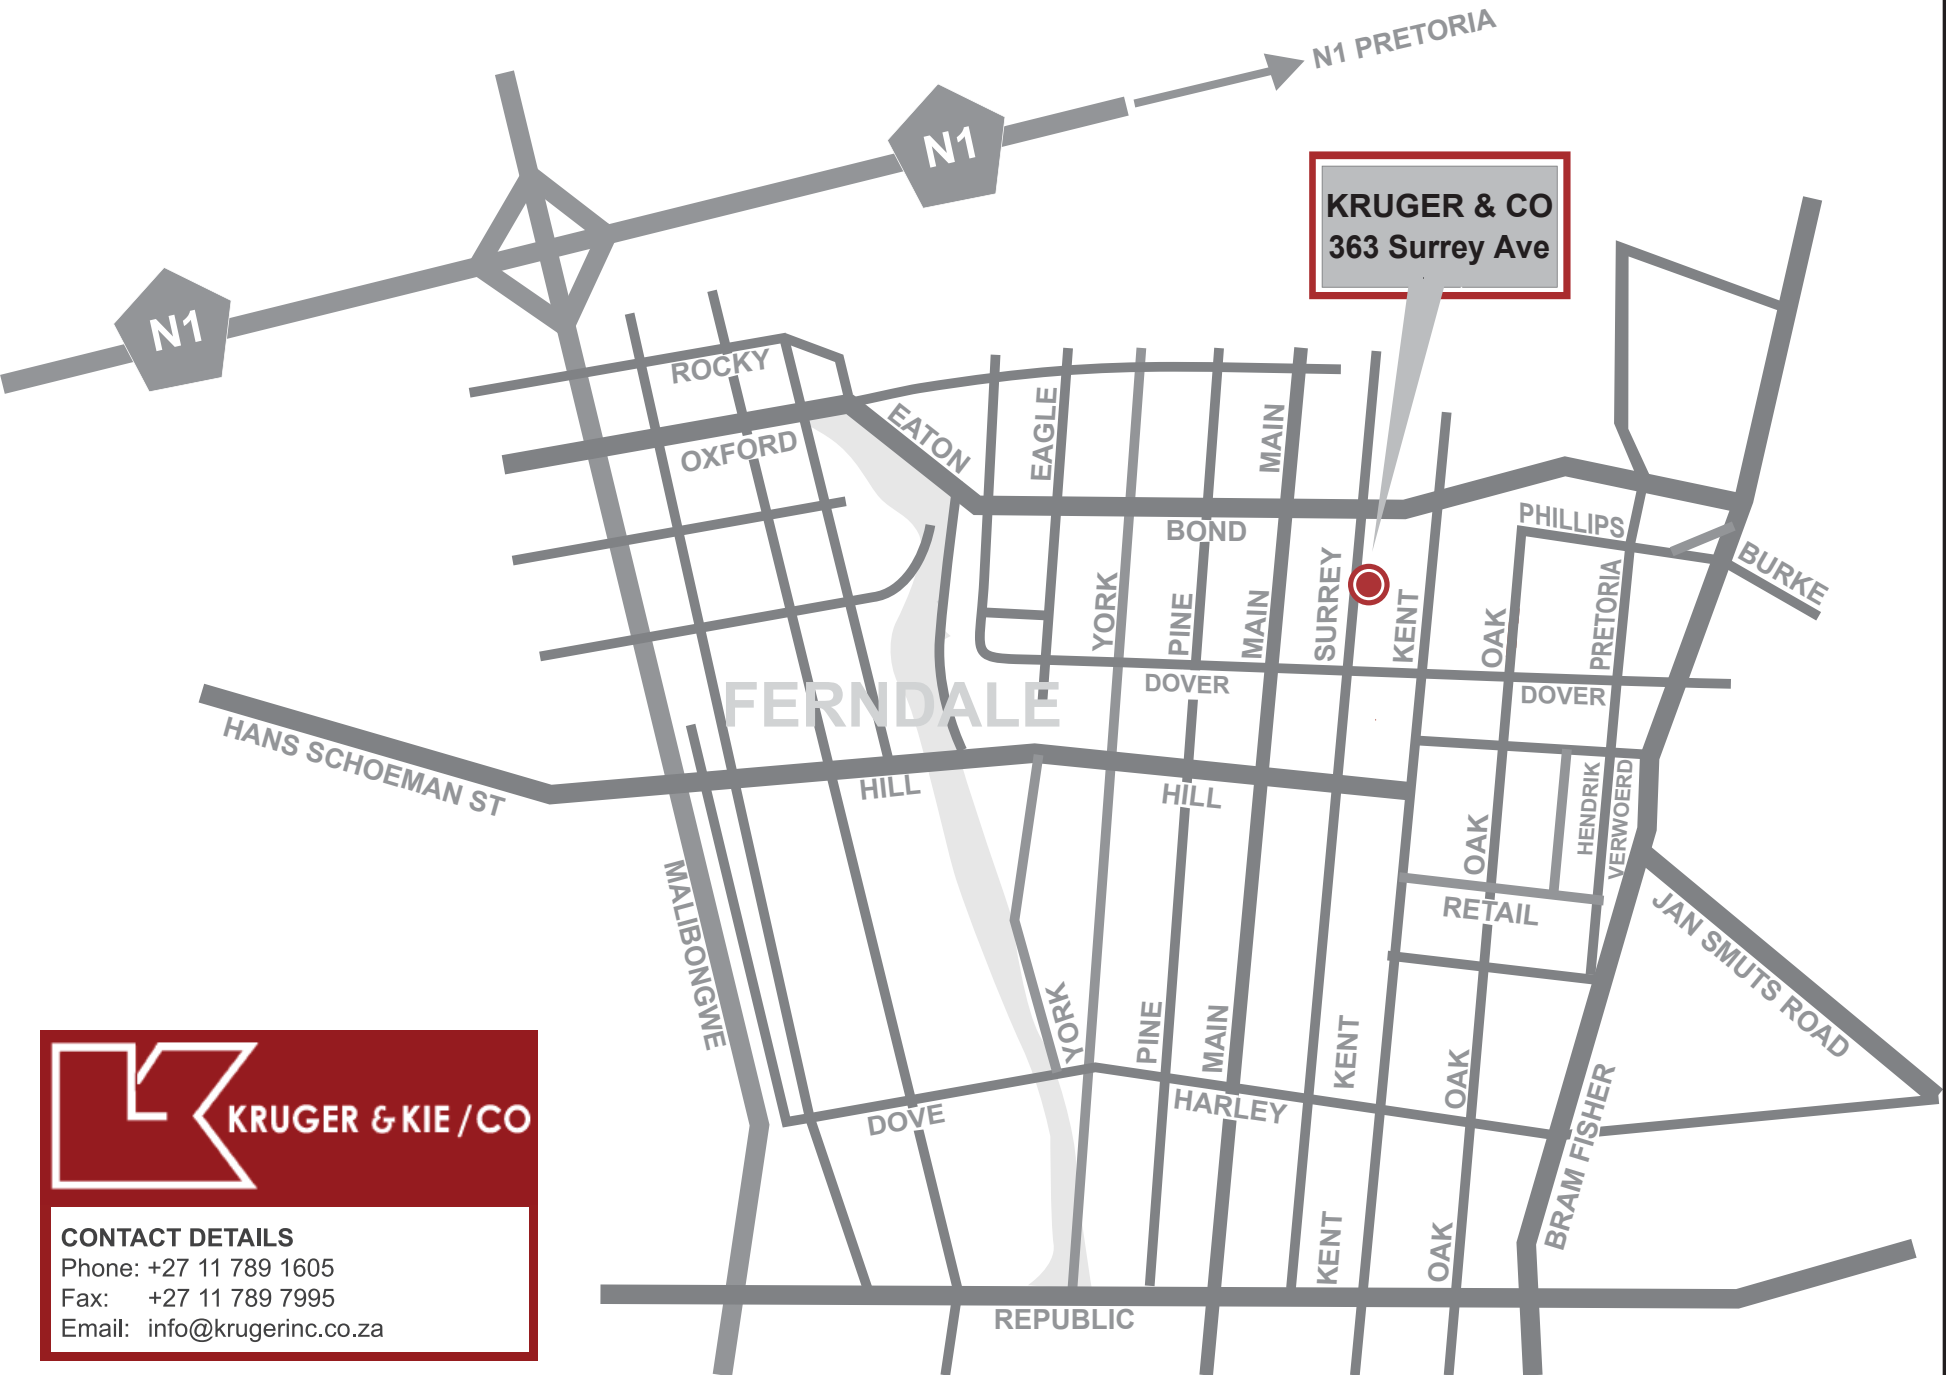 N1 PRETORIA
N1
N1
KRUGER & CO
363 Surrey Ave
ROCKY
OXFORD
EATON
EAGLE
MAIN
BOND
PHILLIPS
BURKE
YORK
PINE
MAIN
SURREY
KENT
OAK
PRETORIA
DOVER
DOVER
FERNDALE
HANS SCHOEMAN ST
HILL
HILL
HENDRIK
VERWOERD
OAK
RETAIL
MALIBONGWE
JAN SMUTS ROAD
YORK
PINE
MAIN
KENT
OAK
DOVE
HARLEY
BRAM FISHER
KENT
OAK
REPUBLIC
KRUGER & KIE / CO
CONTACT DETAILS
Phone: +27 11 789 1605
Fax: +27 11 789 7995
Email: info@krugerinc.co.za